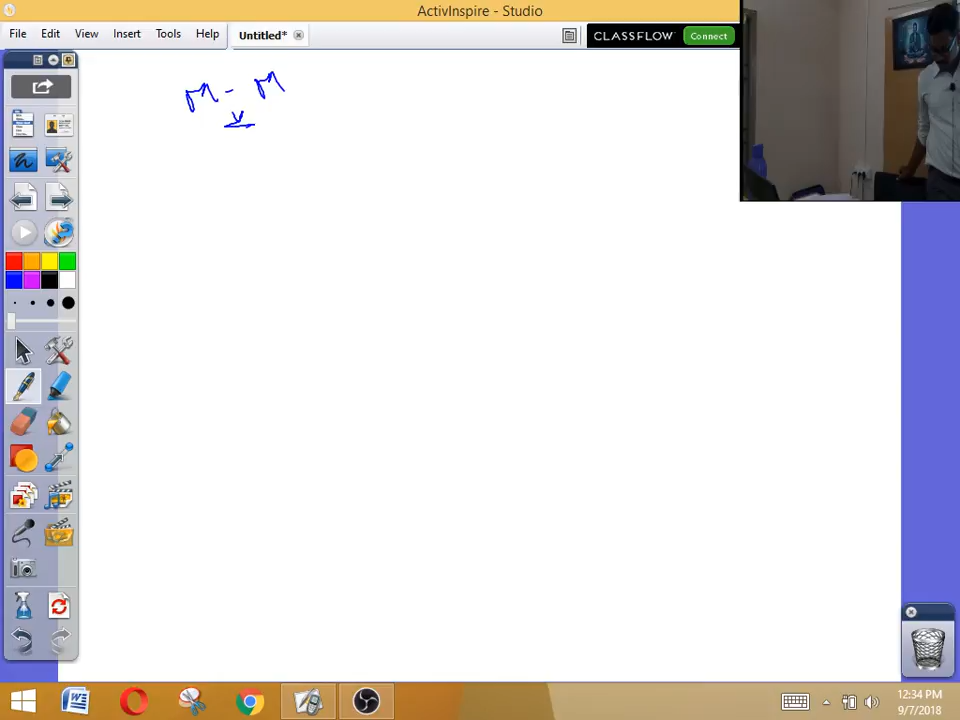 ActivInspire - Studio
File Edit View Insert Tools Help Untitled* CLASSFLOW Connect
M - M
12:34 PM
9/7/2018